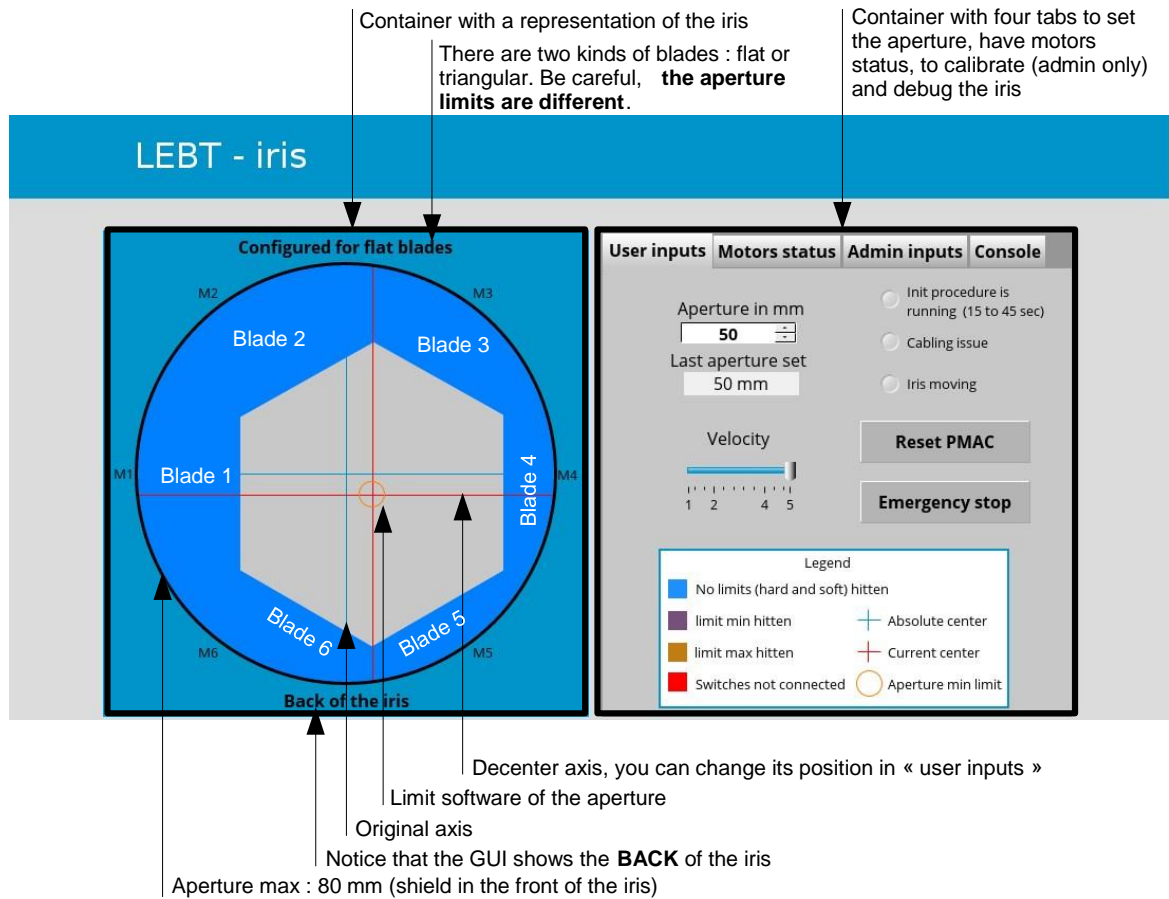 Container with a representation of the iris
There are two kinds of blades : flat or
triangular. Be careful, the aperture
limits are different.
Container with four tabs to set
the aperture, have motors
status, to calibrate (admin only)
and debug the iris
LEBT - iris
Configured for flat blades
M2
M3
Blade 2
Blade 3
M1
Blade 1
Blade 4
M4
Blade 6
Blade 5
M6
M5
Back of the iris
User inputs
Motors status
Admin inputs
Console
Aperture in mm
50
Last aperture set
50 mm
Init procedure is
running (15 to 45 sec)
Cabling issue
Iris moving
Velocity
1 2 4 5
Reset PMAC
Emergency stop
Legend
No limits (hard and soft) hitten
limit min hitten
Absolute center
limit max hitten
Current center
Switches not connected
Aperture min limit
Decenter axis, you can change its position in « user inputs »
Limit software of the aperture
Original axis
Notice that the GUI shows the BACK of the iris
Aperture max : 80 mm (shield in the front of the iris)